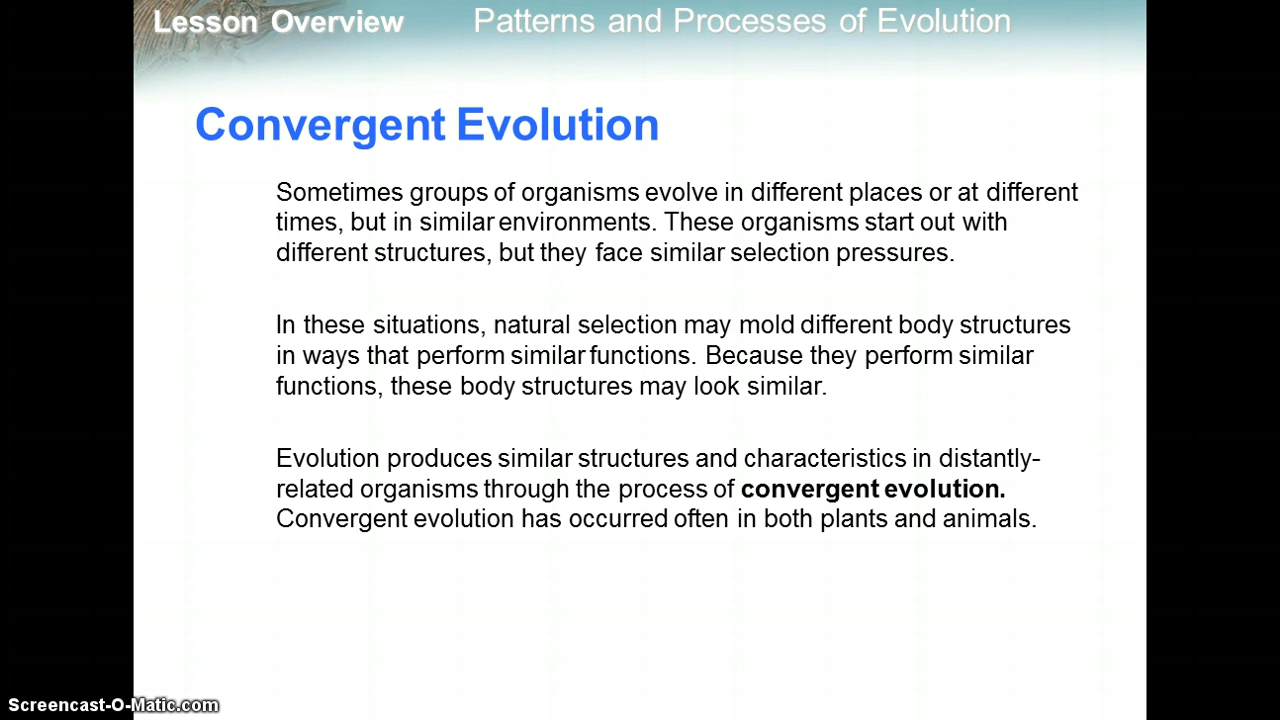 Lesson Overview Patterns and Processes of Evolution
Convergent Evolution
Sometimes groups of organisms evolve in different places or at different
times, but in similar environments. These organisms start out with
different structures, but they face similar selection pressures.
In these situations, natural selection may mold different body structures
in ways that perform similar functions. Because they perform similar
functions, these body structures may look similar.
Evolution produces similar structures and characteristics in distantly-
related organisms through the process of convergent evolution.
Convergent evolution has occurred often in both plants and animals.
Screencast-O-Matic.com